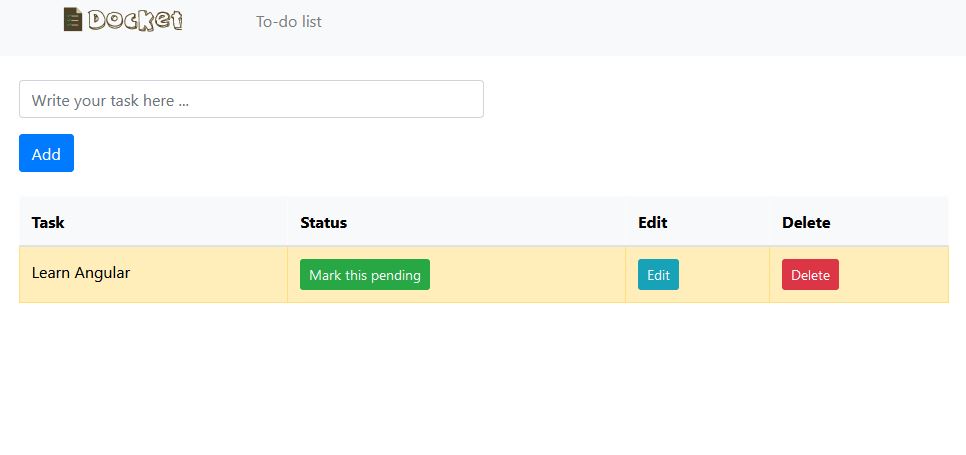 Docket To-do list
Write your task here ...
Add
Task Status Edit Delete
Learn Angular Mark this pending Edit Delete